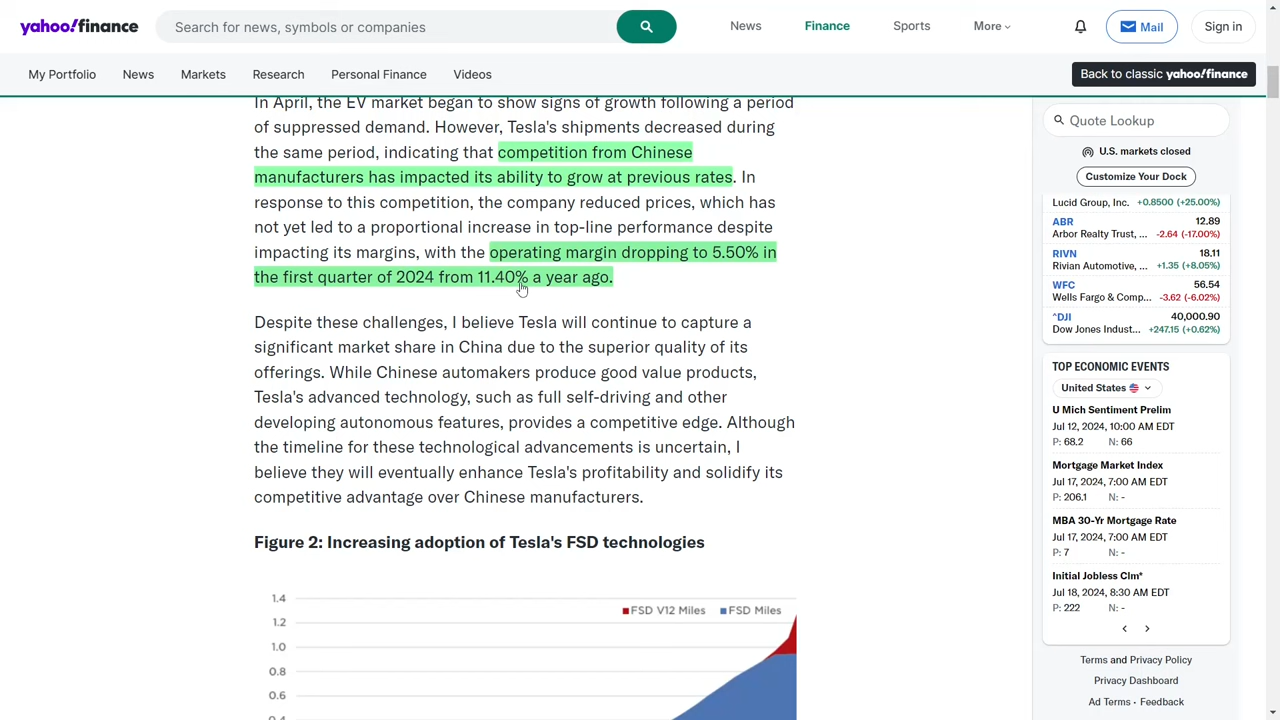 yahoo!finance
Search for news, symbols or companies
News
Finance
Sports
More
Mail
Sign in
My Portfolio
News
Markets
Research
Personal Finance
Videos
Back to classic yahoo!finance
In April, the EV market began to show signs of growth following a period
of suppressed demand. However, Tesla's shipments decreased during
the same period, indicating that competition from Chinese
manufacturers has impacted its ability to grow at previous rates. In
response to this competition, the company reduced prices, which has
not yet led to a proportional increase in top-line performance despite
impacting its margins, with the operating margin dropping to 5.50% in
the first quarter of 2024 from 11.40% a year ago.
Despite these challenges, I believe Tesla will continue to capture a
significant market share in China due to the superior quality of its
offerings. While Chinese automakers produce good value products,
Tesla's advanced technology, such as full self-driving and other
developing autonomous features, provides a competitive edge. Although
the timeline for these technological advancements is uncertain, I
believe they will eventually enhance Tesla's profitability and solidify its
competitive advantage over Chinese manufacturers.
Figure 2: Increasing adoption of Tesla's FSD technologies
1.4
FSD V12 Miles FSD Miles
1.2
1.0
0.8
0.6
0.4
Quote Lookup
U.S. markets closed
Customize Your Dock
Lucid Group, Inc. +0.8500 (+25.00%)
ABR 12.89
Arbor Realty Trust, ... -2.64 (-17.00%)
RIVN 18.11
Rivian Automotive, ... +1.35 (+8.05%)
WFC 56.54
Wells Fargo & Comp... -3.62 (-6.02%)
^DJI 40,000.90
Dow Jones Indust... +247.15 (+0.62%)
TOP ECONOMIC EVENTS
United States
U Mich Sentiment Prelim
Jul 12, 2024, 10:00 AM EDT
P: 68.2 N: 66
Mortgage Market Index
Jul 17, 2024, 7:00 AM EDT
P: 206.1 N: -
MBA 30-Yr Mortgage Rate
Jul 17, 2024, 7:00 AM EDT
P: 7 N: -
Initial Jobless Clm*
Jul 18, 2024, 8:30 AM EDT
P: 222 N: -
Terms and Privacy Policy
Privacy Dashboard
Ad Terms • Feedback